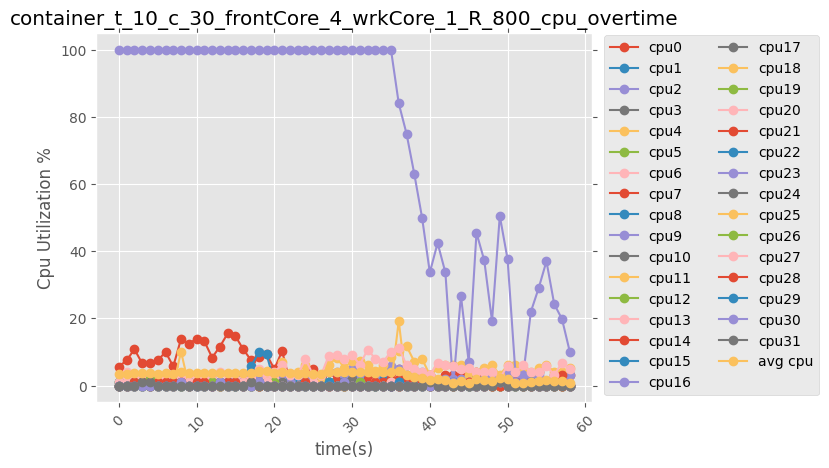 container_t_10_c_30_frontCore_4_wrkCore_1_R_800_cpu_overtime
Cpu Utilization %
100
80
60
40
20
0
0
10
20
30
40
50
60
time(s)
cpu0
cpu1
cpu2
cpu3
cpu4
cpu5
cpu6
cpu7
cpu8
cpu9
cpu10
cpu11
cpu12
cpu13
cpu14
cpu15
cpu16
cpu17
cpu18
cpu19
cpu20
cpu21
cpu22
cpu23
cpu24
cpu25
cpu26
cpu27
cpu28
cpu29
cpu30
cpu31
avg cpu